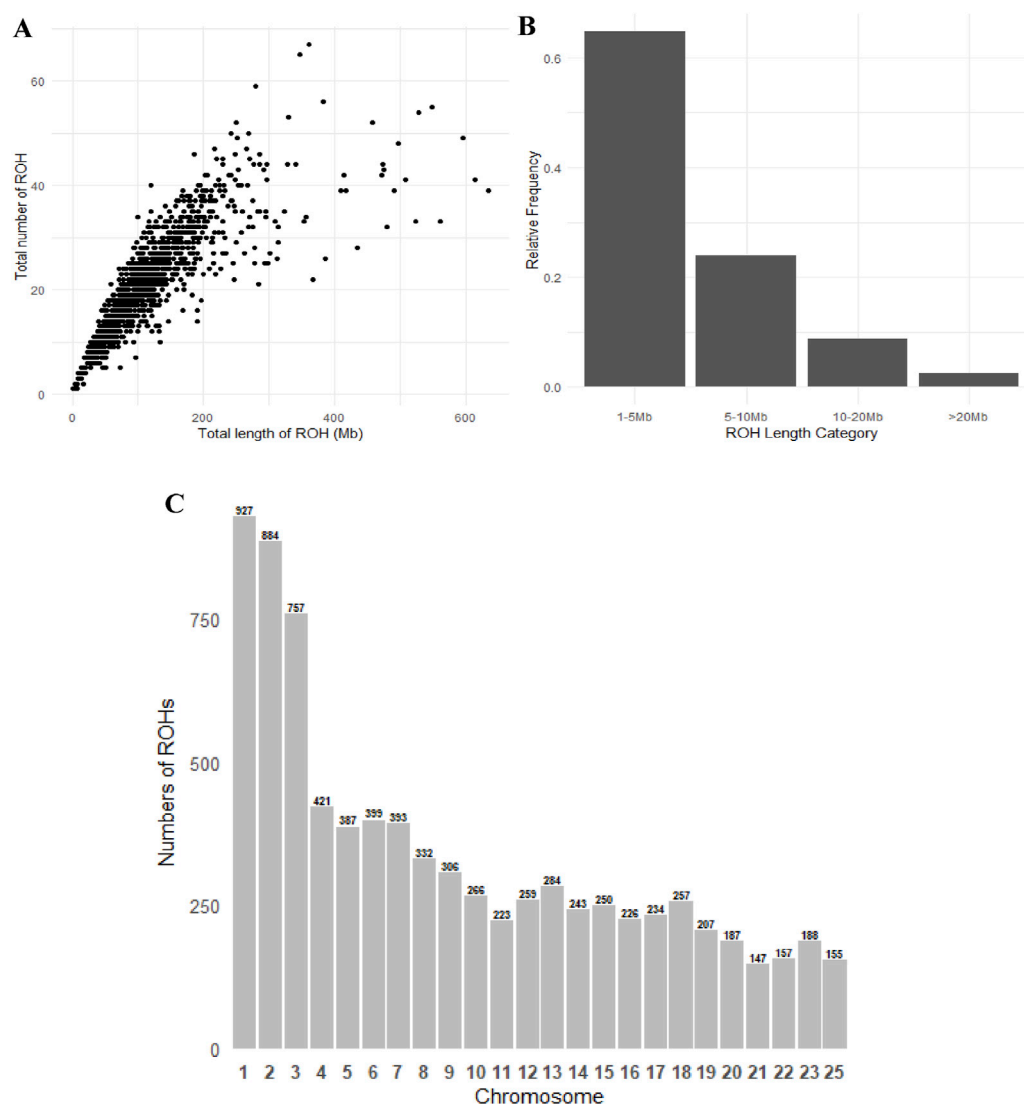 A
Total number of ROH
60
40
20
0
0 200 400 600
Total length of ROH (Mb)
B
Relative Frequency
0.6
0.4
0.2
0.0
1-5Mb 5-10Mb 10-20Mb >20Mb
ROH Length Category
C
Numbers of ROHs
750
500
250
0
927 884 757 421 387 399 393 332 306 266 223 259 284 243 250 226 234 257 207 187 147 157 188 155
1 2 3 4 5 6 7 8 9 10 11 12 13 14 15 16 17 18 19 20 21 22 23 25
Chromosome